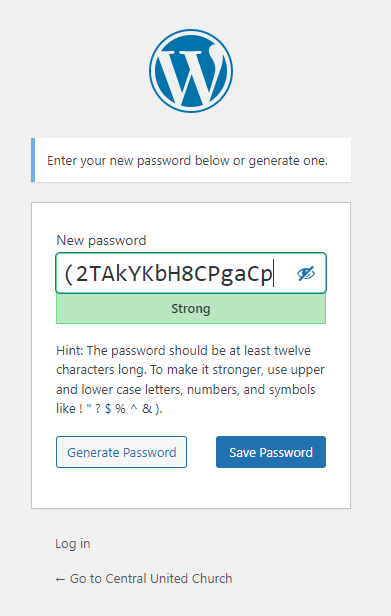 Enter your new password below or generate one.
New password
(2TAkYKbH8CPgaCp
Strong
Hint: The password should be at least twelve
characters long. To make it stronger, use upper
and lower case letters, numbers, and symbols
like ! " ? $ % ^ & ).
Generate Password
Save Password
Log in
← Go to Central United Church